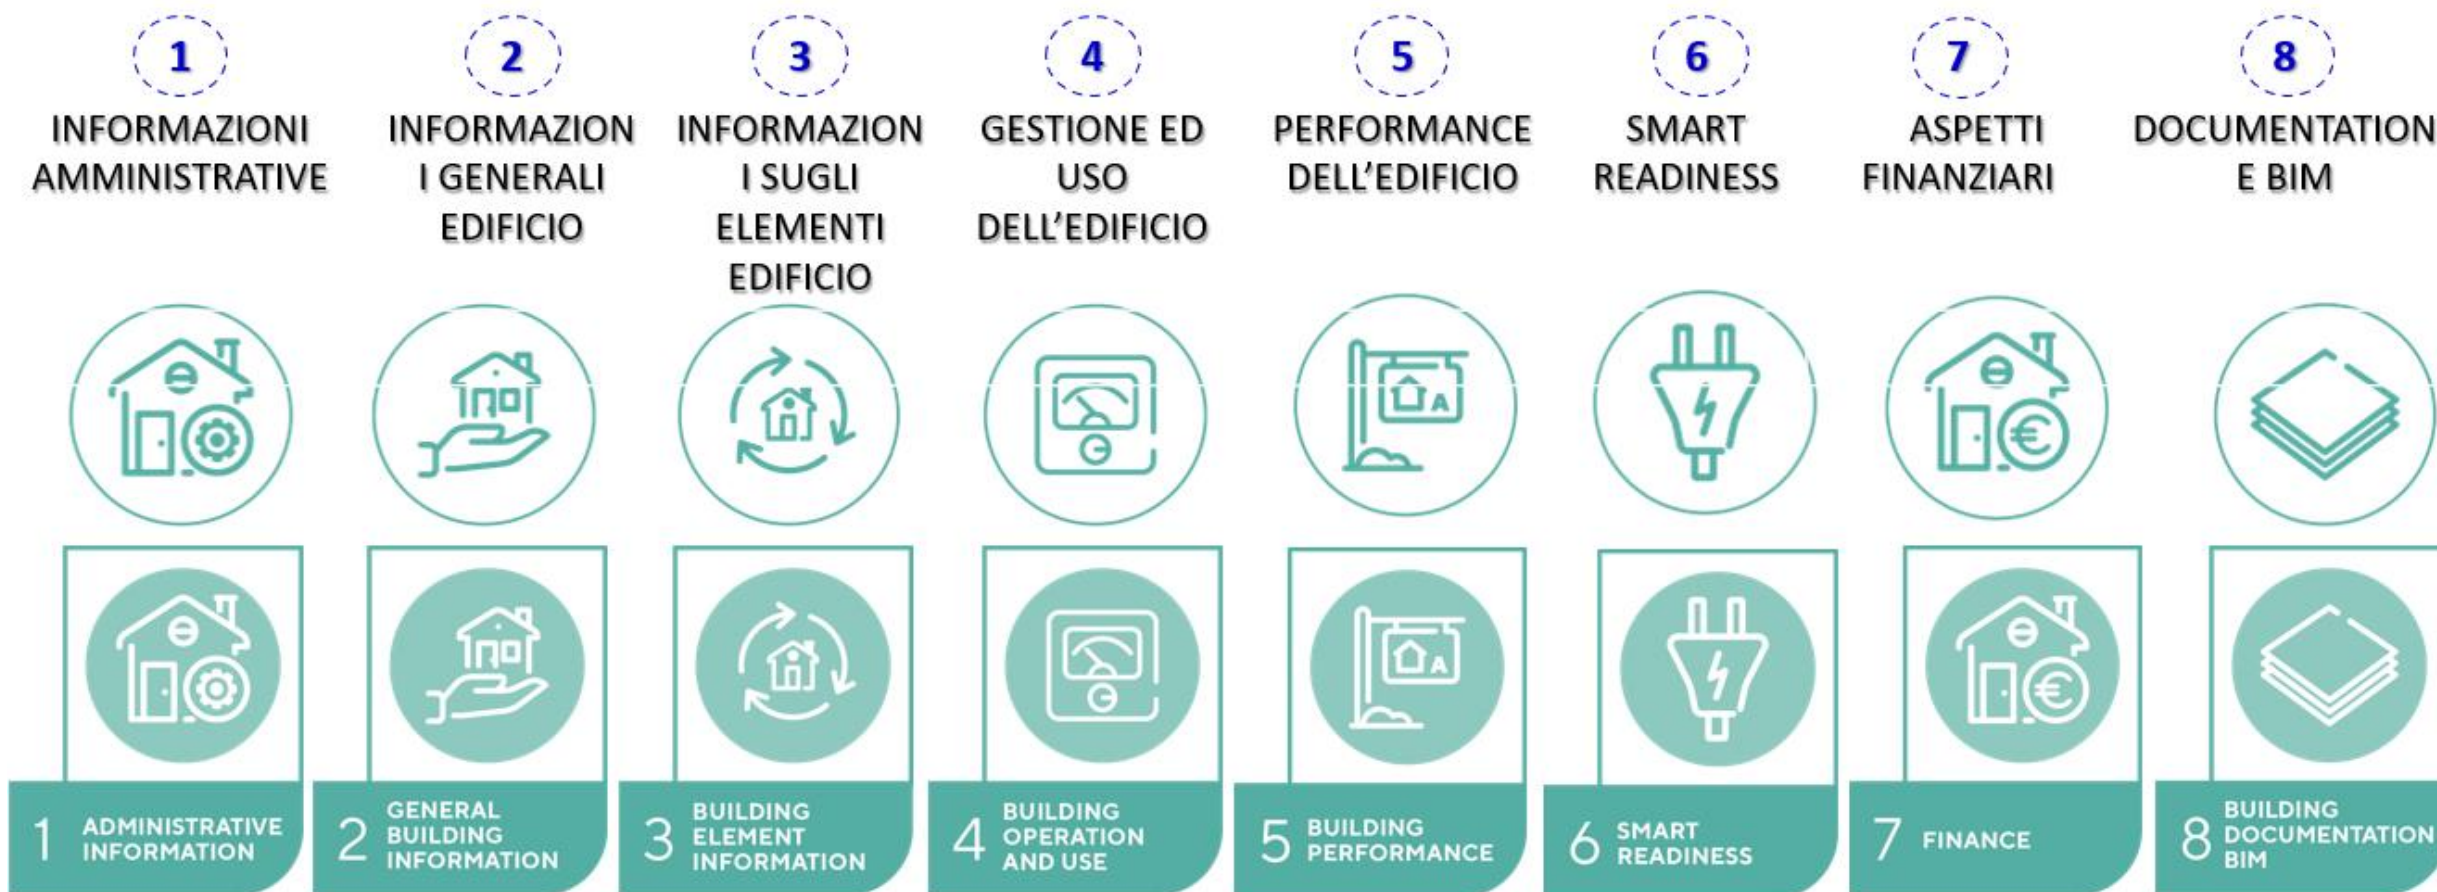 1
INFORMAZIONI
AMMINISTRATIVE
2
INFORMAZION
I GENERALI
EDIFICIO
3
INFORMAZION
I SUGLI
ELEMENTI
EDIFICIO
4
GESTIONE ED
USO
DELL'EDIFICIO
5
PERFORMANCE
DELL'EDIFICIO
6
SMART
READINESS
7
ASPETTI
FINANZIARI
8
DOCUMENTATION
E BIM
A
€
A
€
1 ADMINISTRATIVE
INFORMATION
2 GENERAL
BUILDING
INFORMATION
3 BUILDING
ELEMENT
INFORMATION
4 BUILDING
OPERATION
AND USE
5 BUILDING
PERFORMANCE
6 SMART
READINESS
7 FINANCE
8 BUILDING
DOCUMENTATION
BIM